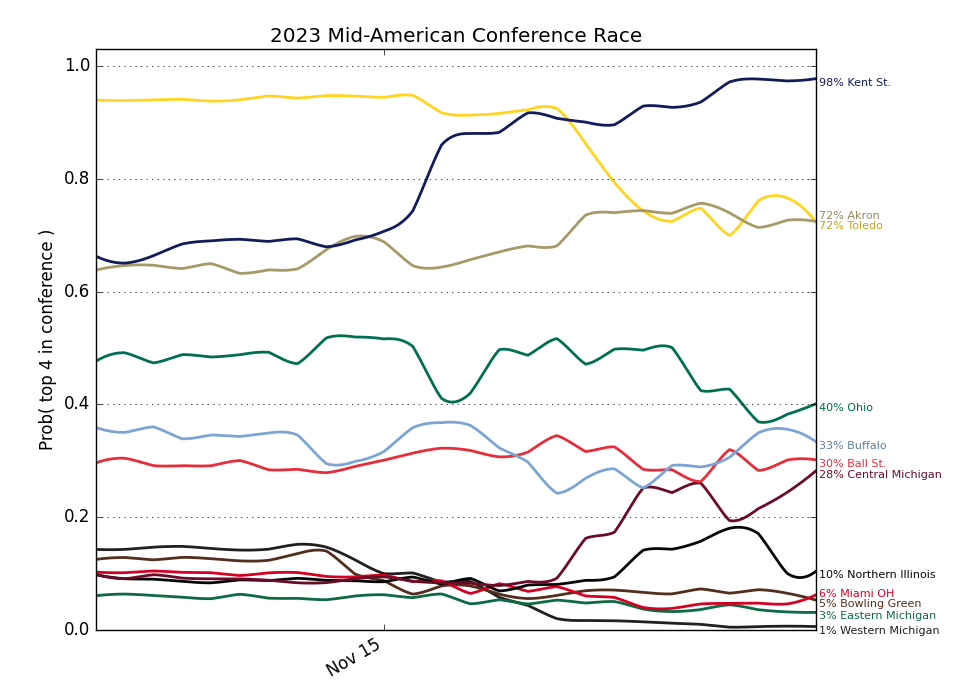 2023 Mid-American Conference Race
Prob( top 4 in conference )
1.0
0.8
0.6
0.4
0.2
0.0
Nov 15
98% Kent St.
72% Akron
72% Toledo
40% Ohio
33% Buffalo
30% Ball St.
28% Central Michigan
10% Northern Illinois
6% Miami OH
5% Bowling Green
3% Eastern Michigan
1% Western Michigan